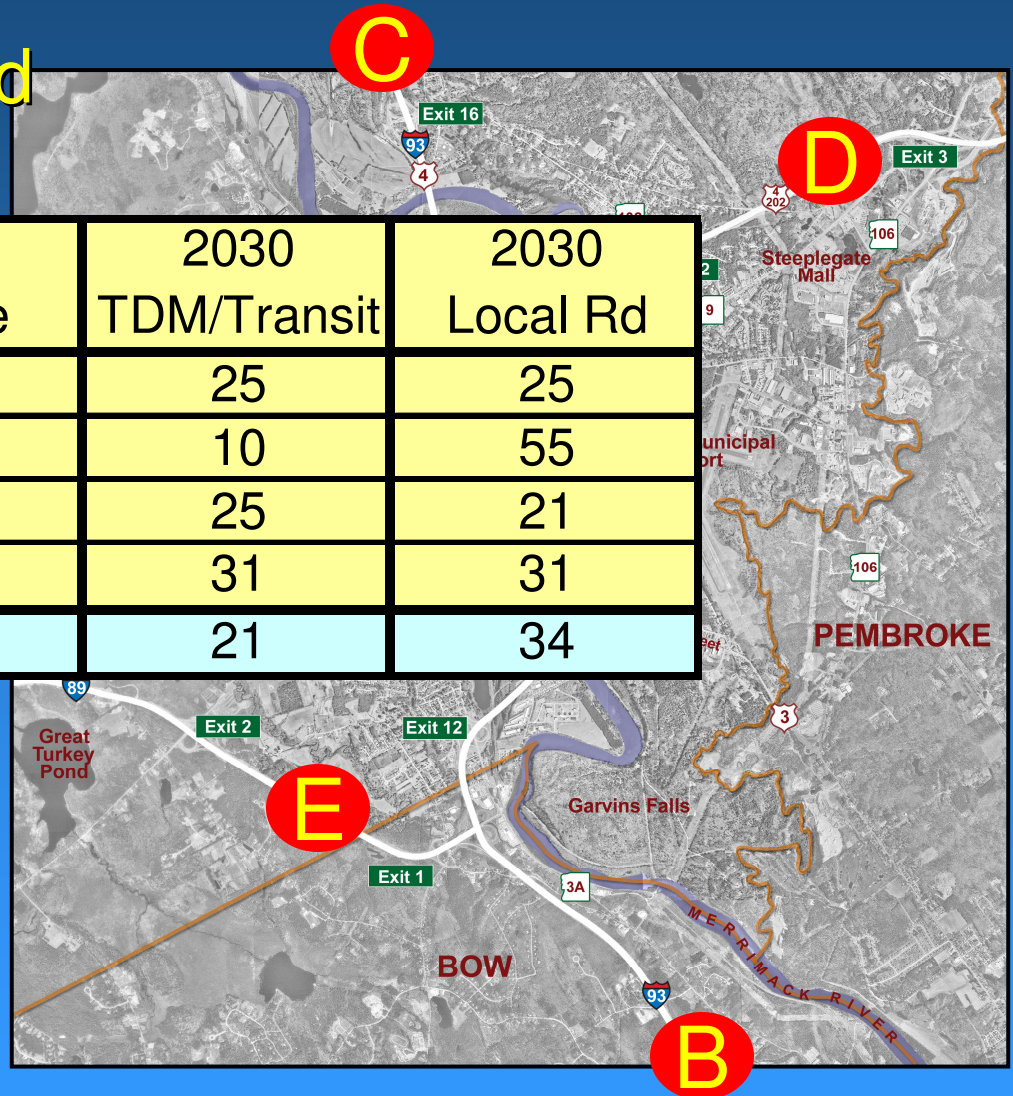 C
d
Exit 16
93
4
D
Exit 3
4
202
106
Steeplegate
Mall
2
9
e
2030
TDM/Transit
2030
Local Rd
25
25
10
55
25
21
31
31
21
34
106
PEMBROKE
89
Exit 2
Exit 12
3
Great
Turkey
Pond
E
Garvins Falls
Exit 1
3A
MERRIMACK RIVER
BOW
93
B